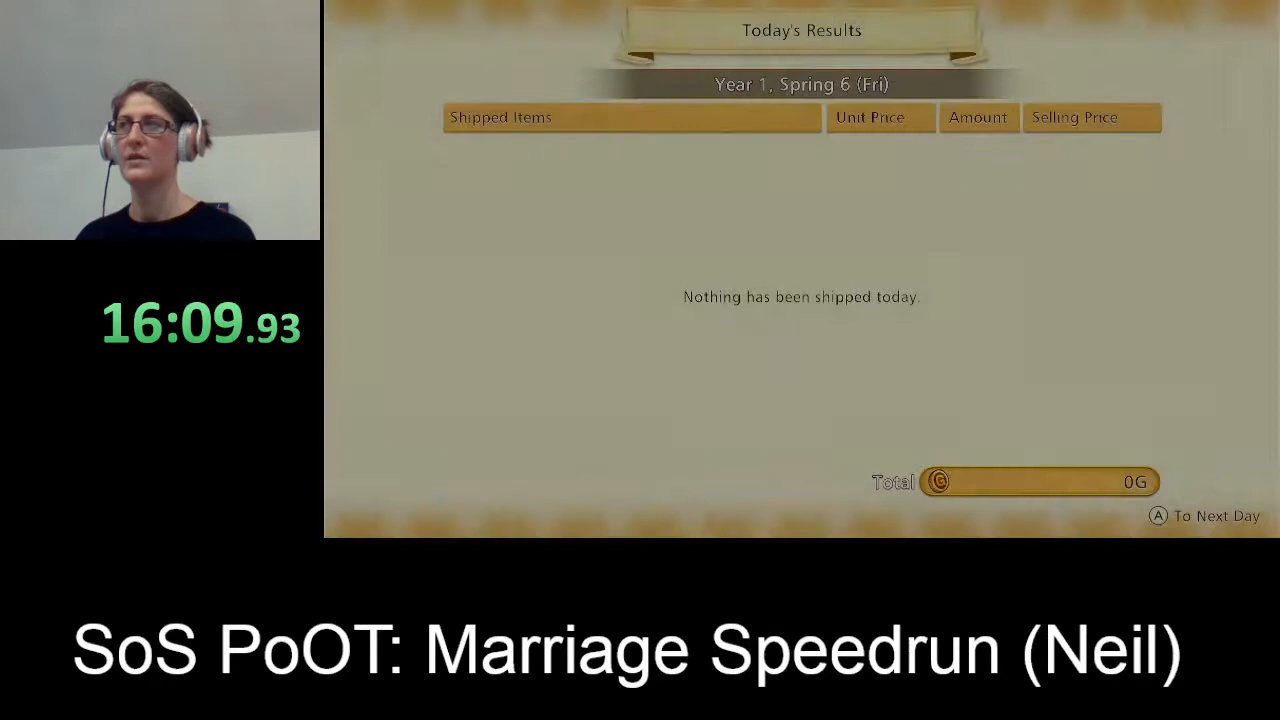 Today's Results
Year 1, Spring 6 (Fri)
Shipped Items Unit Price Amount Selling Price
Nothing has been shipped today.
16:09.93
Total G 0G
A To Next Day
SoS PoOT: Marriage Speedrun (Neil)